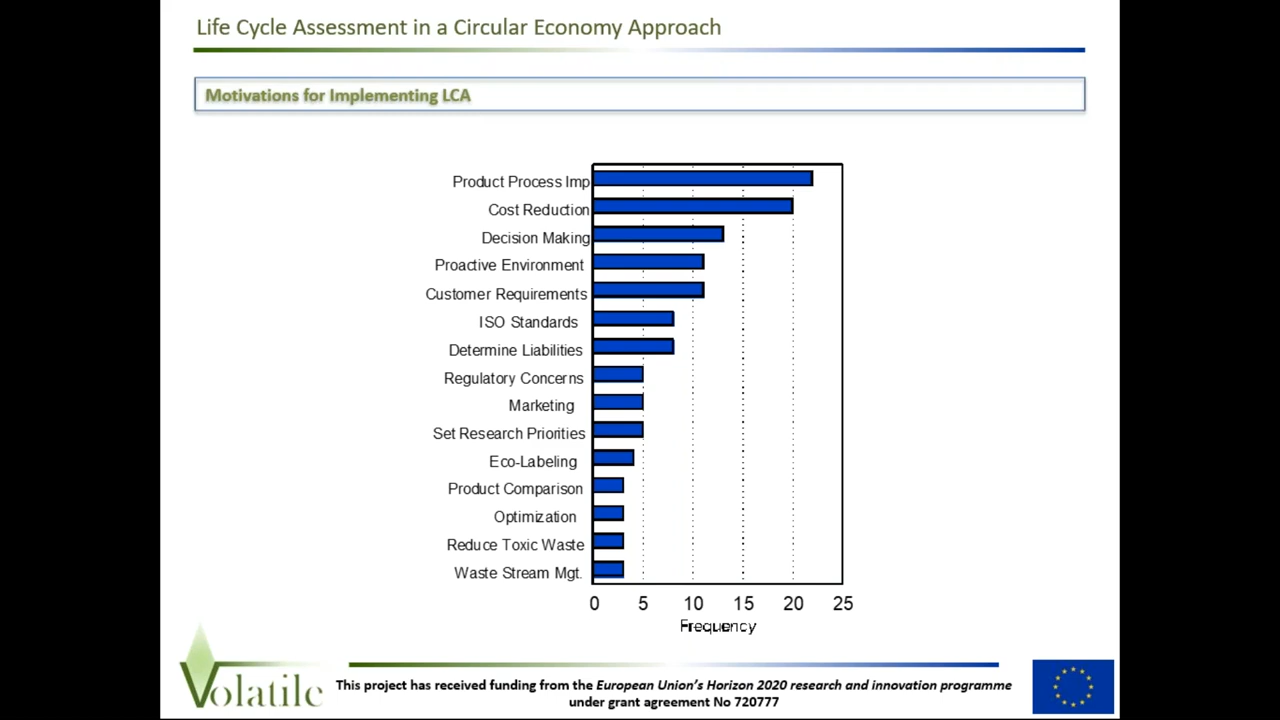 Life Cycle Assessment in a Circular Economy Approach
Motivations for Implementing LCA
Product Process Imp
Cost Reduction
Decision Making
Proactive Environment
Customer Requirements
ISO Standards
Determine Liabilities
Regulatory Concerns
Marketing
Set Research Priorities
Eco-Labeling
Product Comparison
Optimization
Reduce Toxic Waste
Waste Stream Mgt.
0 5 10 15 20 25
Frequency
Volatile
This project has received funding from the European Union's Horizon 2020 research and innovation programme
under grant agreement No 720777